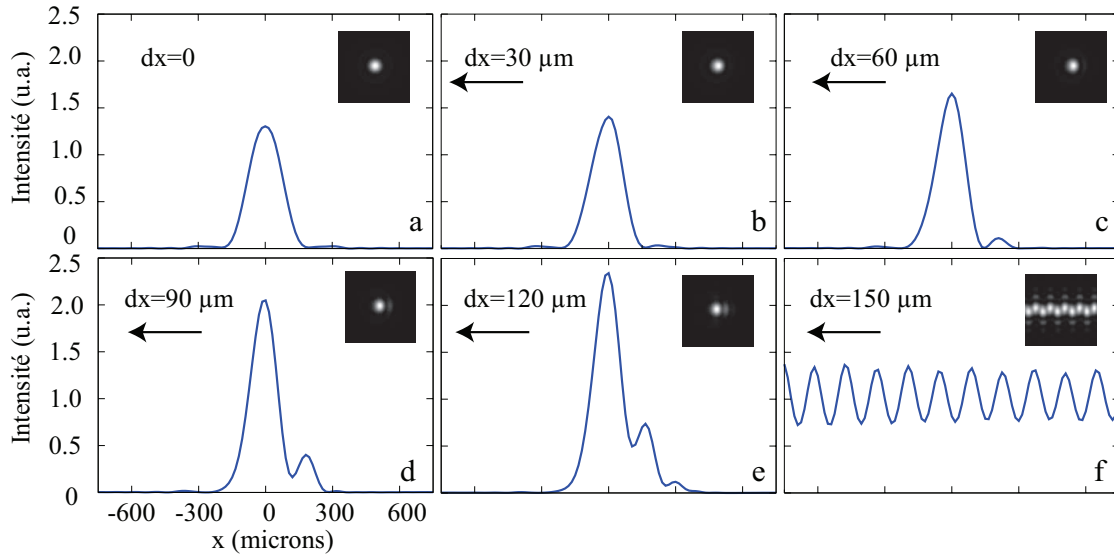 2.5
2.0
1.5
1.0
0.5
0
Intensité (u.a.)
dx=0
a
dx=30 µm
b
dx=60 µm
c
2.5
2.0
1.5
1.0
0.5
0
Intensité (u.a.)
dx=90 µm
d
dx=120 µm
e
dx=150 µm
f
-600 -300 0 300 600
x (microns)